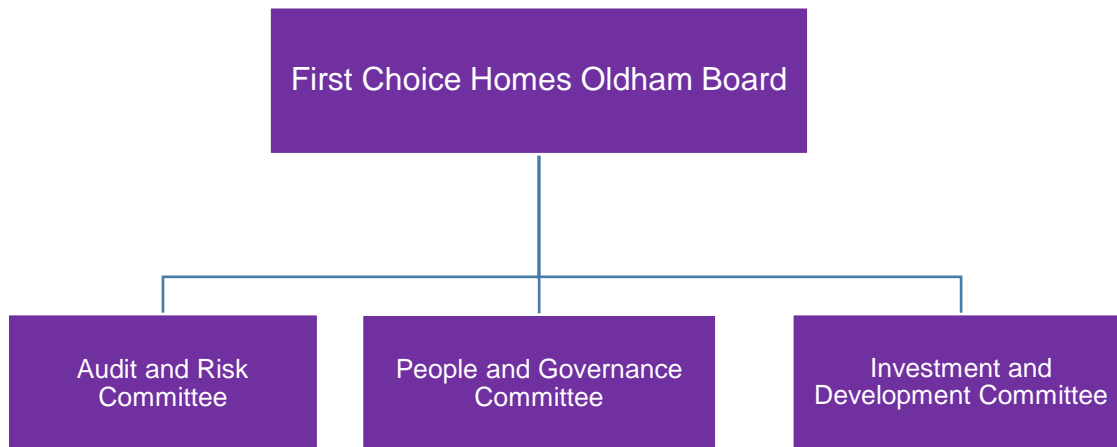 First Choice Homes Oldham Board
Audit and Risk
Committee
People and Governance
Committee
Investment and
Development Committee